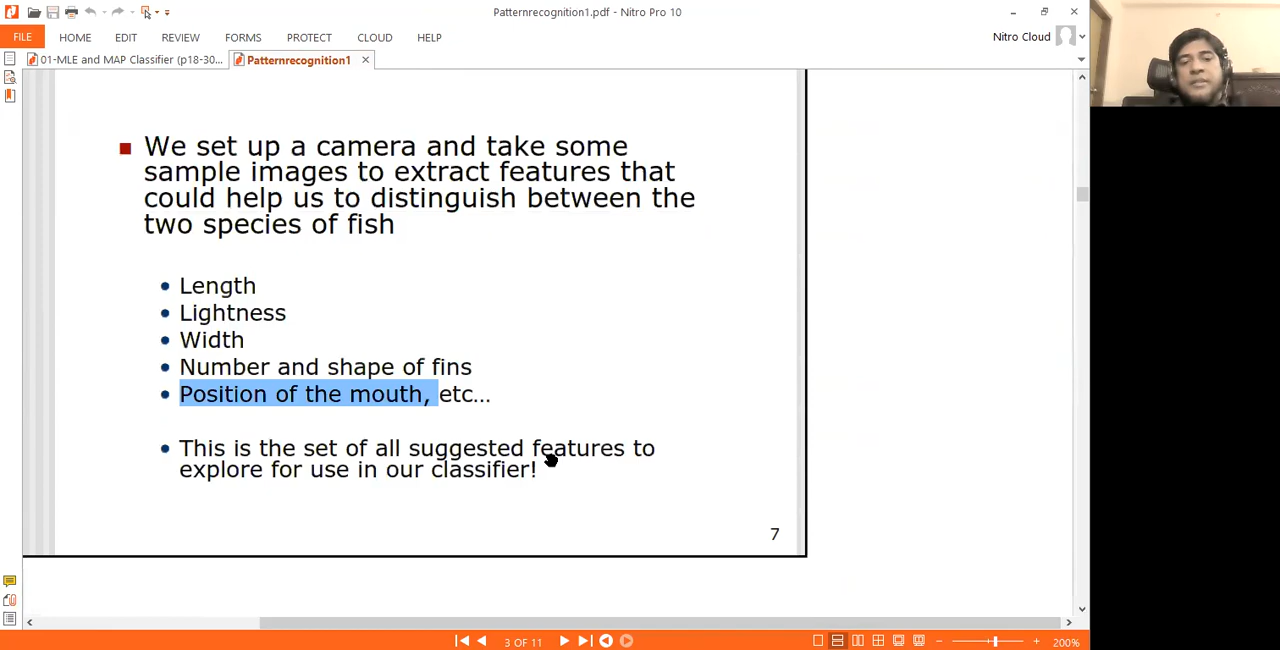 Patternrecognition1.pdf - Nitro Pro 10
FILE HOME EDIT REVIEW FORMS PROTECT CLOUD HELP
Nitro Cloud
01-MLE and MAP Classifier (p18-30...
Patternrecognition1
We set up a camera and take some
sample images to extract features that
could help us to distinguish between the
two species of fish
Length
Lightness
Width
Number and shape of fins
Position of the mouth, etc…
This is the set of all suggested features to
explore for use in our classifier!
7
3 OF 11
200%